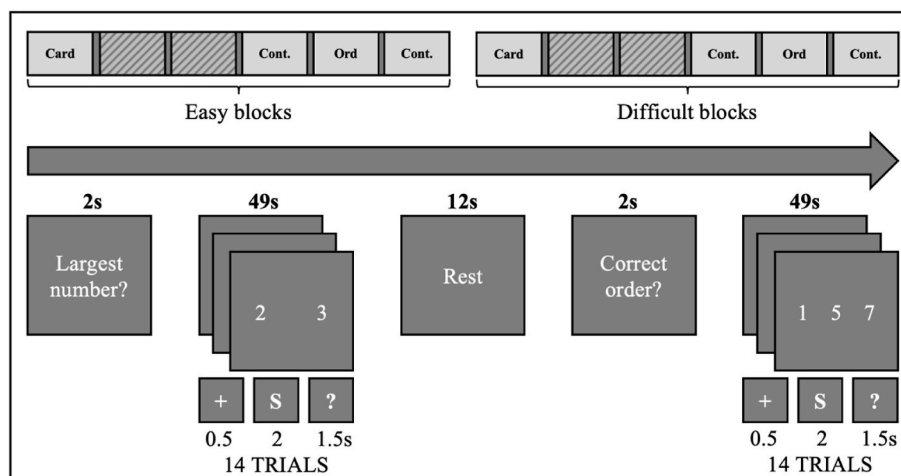 Card Cont. Ord Cont. Card Cont. Ord Cont.
Easy blocks Difficult blocks
2s 49s 12s 2s 49s
Largest
number?
2 3
Rest
Correct
order?
1 5 7
+ S ? + S ?
0.5 2 1.5s 0.5 2 1.5s
14 TRIALS 14 TRIALS